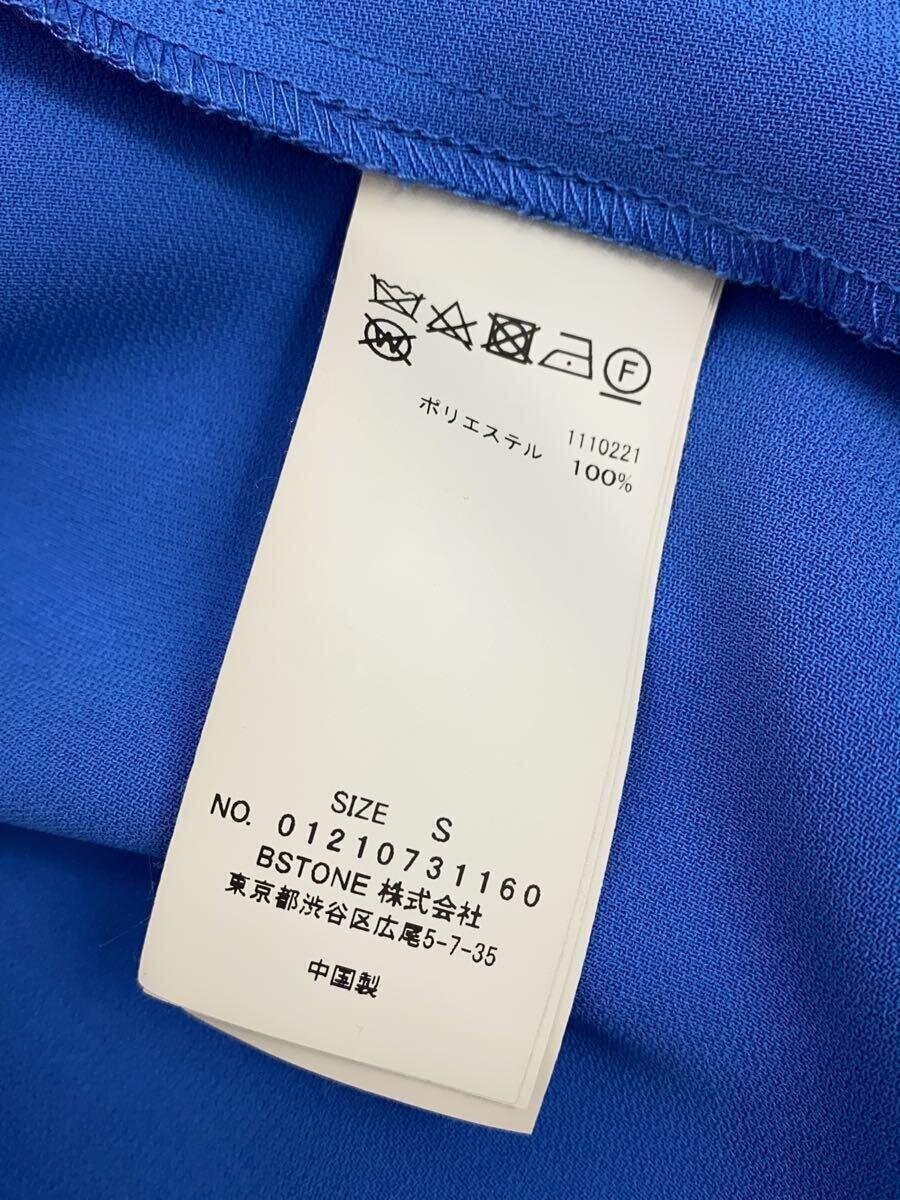 F
W
1110221
ポリエステル 100%
SIZE S
NO. 01210731160
BSTONE 株式会社
東京都渋谷区広尾5-7-35
中国製